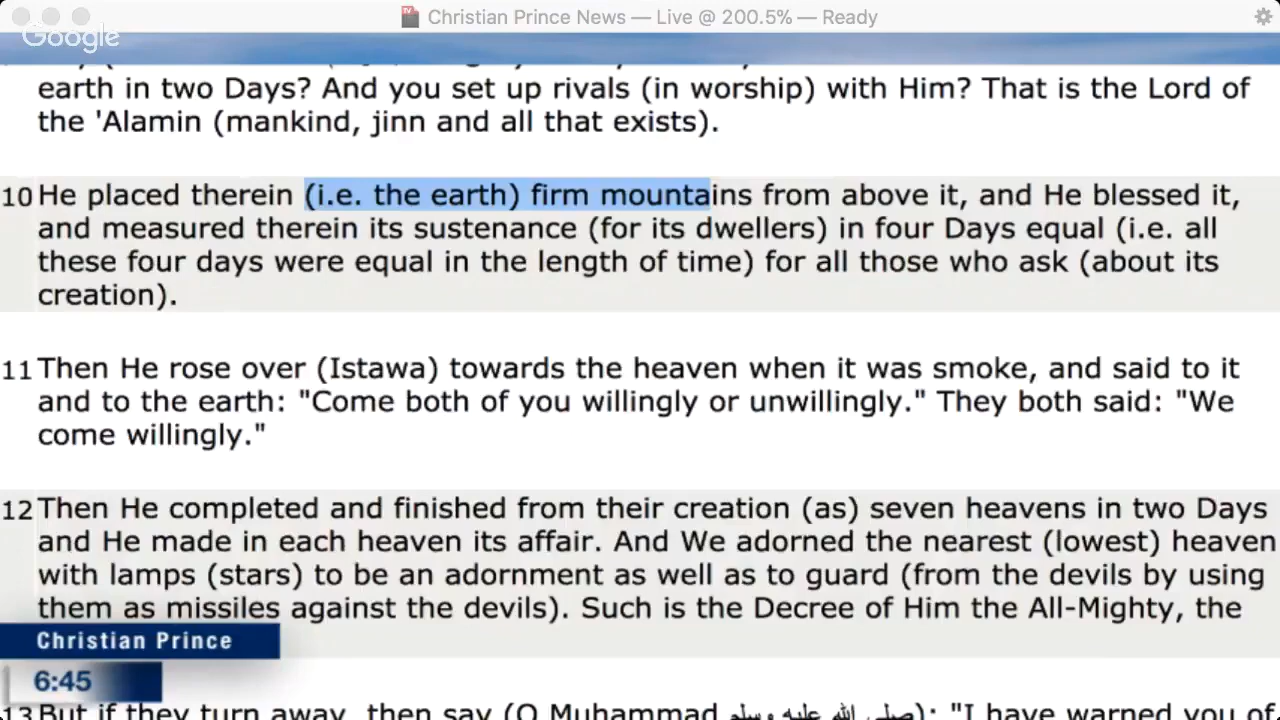 Christian Prince News — Live @ 200.5% — Ready
Google
earth in two Days? And you set up rivals (in worship) with Him? That is the Lord of
the 'Alamin (mankind, jinn and all that exists).
10 He placed therein (i.e. the earth) firm mountains from above it, and He blessed it,
and measured therein its sustenance (for its dwellers) in four Days equal (i.e. all
these four days were equal in the length of time) for all those who ask (about its
creation).
11 Then He rose over (Istawa) towards the heaven when it was smoke, and said to it
and to the earth: "Come both of you willingly or unwillingly." They both said: "We
come willingly."
12 Then He completed and finished from their creation (as) seven heavens in two Days
and He made in each heaven its affair. And We adorned the nearest (lowest) heaven
with lamps (stars) to be an adornment as well as to guard (from the devils by using
them as missiles against the devils). Such is the Decree of Him the All-Mighty, the
Christian Prince
6:45
13 But if they turn away, then say (O Muhammad صلى الله عليه وسلم): "I have warned you of